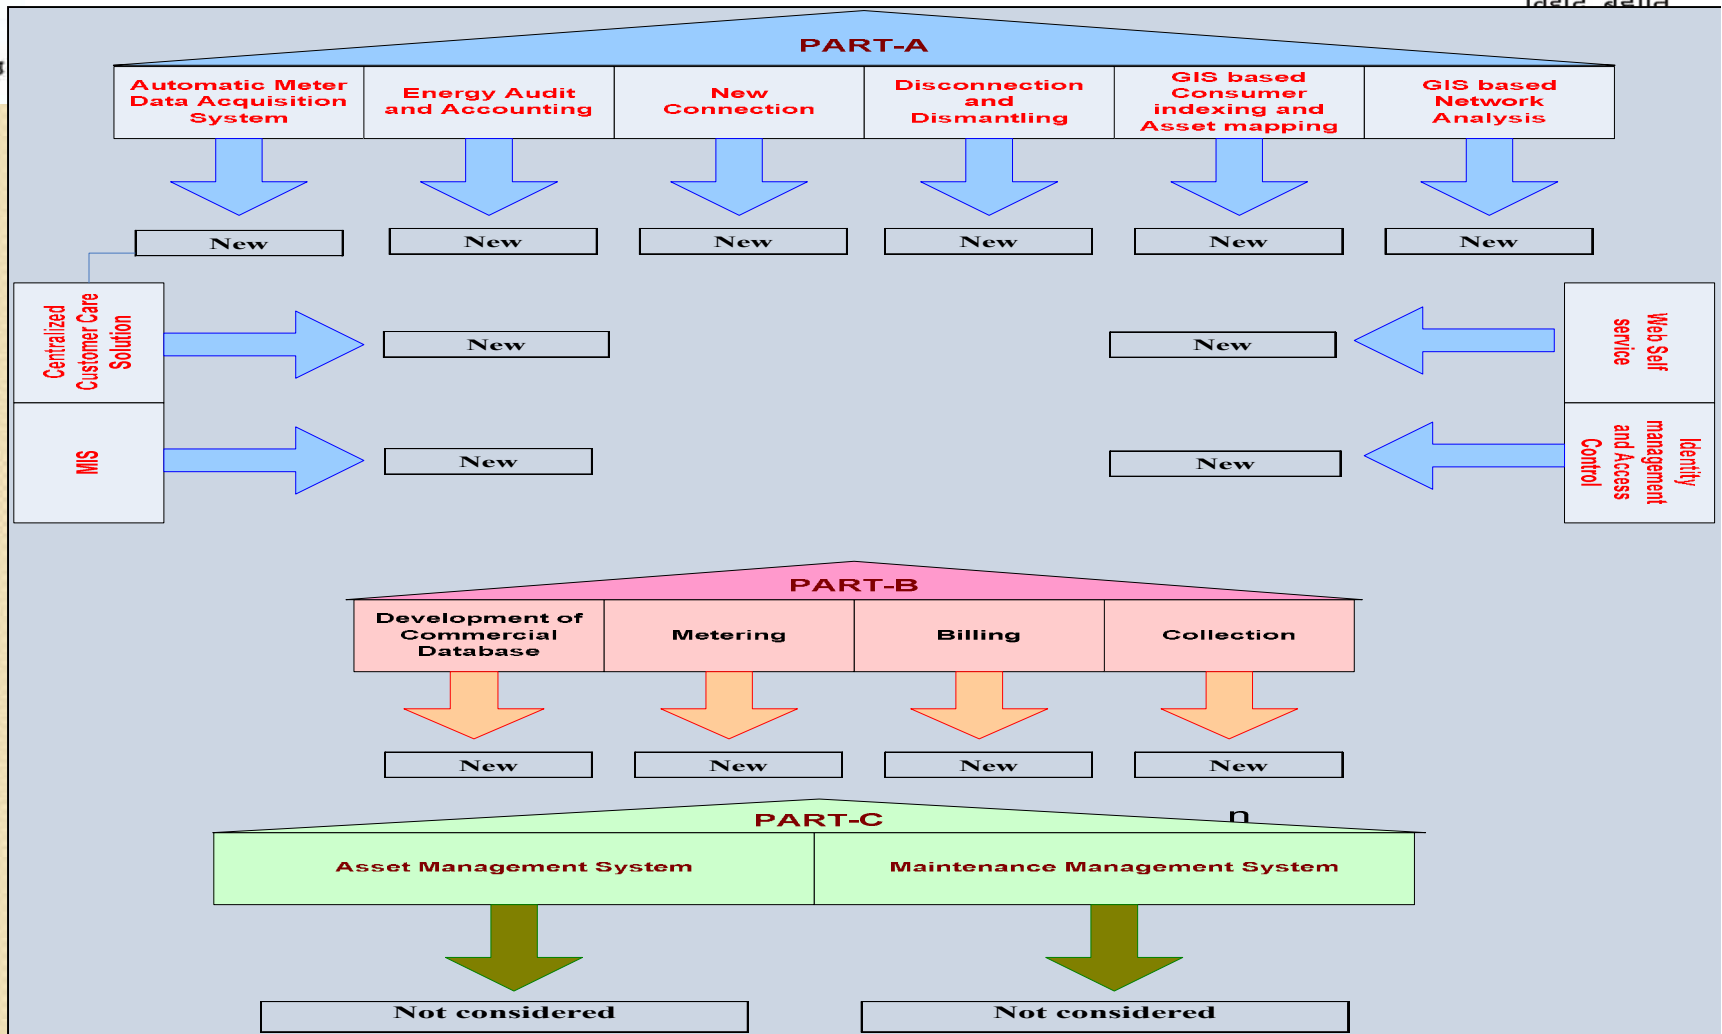 PART-A
Automatic Meter
Data Acquisition
System
Energy Audit
and Accounting
New
Connection
Disconnection
and
Dismantling
GIS based
Consumer
indexing and
Asset mapping
GIS based
Network
Analysis
New
New
New
New
New
New
Centralized
Customer Care
Solution
New
New
Web Self
service
MIS
New
New
Identity
management
and Access
Control
PART-B
Development of
Commercial
Database
Metering
Billing
Collection
New
New
New
New
n
PART-C
Asset Management System
Maintenance Management System
Not considered
Not considered